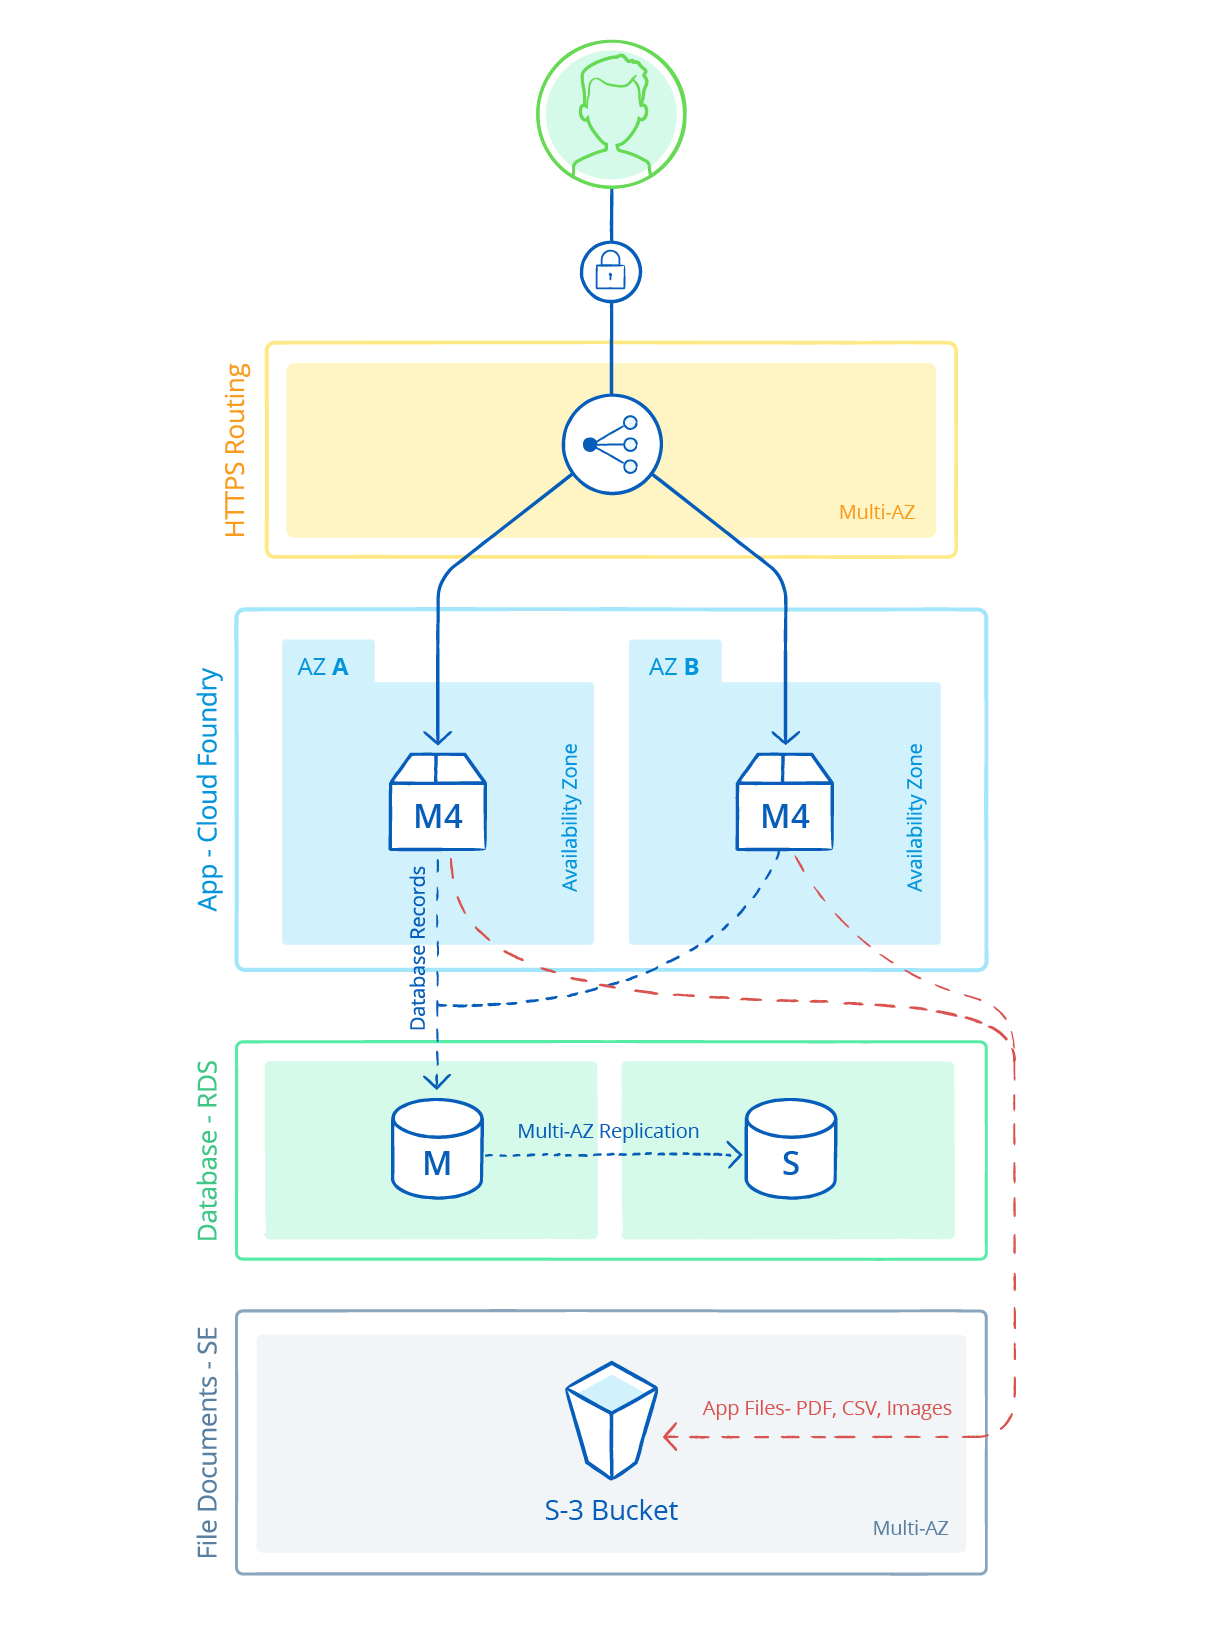 HTTPS Routing
Multi-AZ
App - Cloud Foundry
AZ A
AZ B
M4
Availability Zone
M4
Availability Zone
Database Records
Database - RDS
M
Multi-AZ Replication
S
File Documents - SE
App Files- PDF, CSV, Images
S-3 Bucket
Multi-AZ